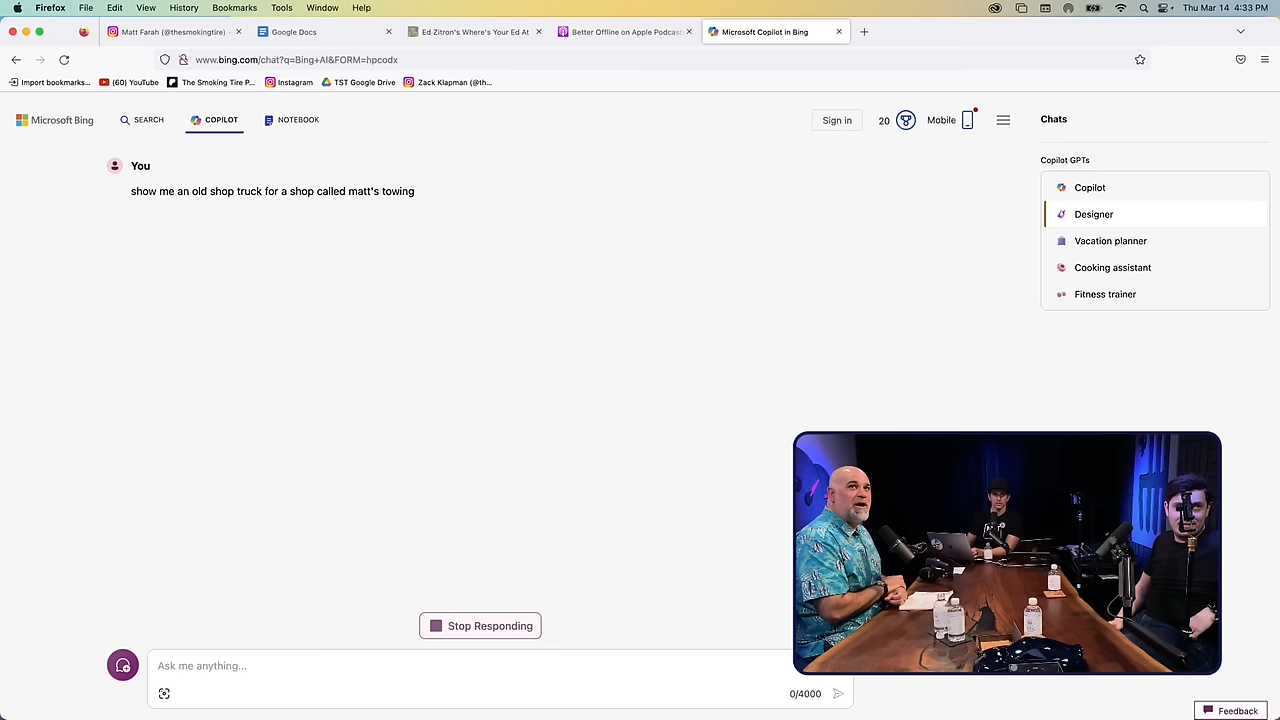 Firefox File Edit View History Bookmarks Tools Window Help Thu Mar 14 4:33 PM
Matt Farah (@thesmokingtire) · Google Docs Ed Zitron's Where's Your Ed At Better Offline on Apple Podcast Microsoft Copilot in Bing
www.bing.com/chat?q=Bing+AI&FORM=hpcodx
Import bookmarks... (60) YouTube The Smoking Tire P... Instagram TST Google Drive Zack Klapman (@th...
Microsoft Bing SEARCH COPILOT NOTEBOOK Sign in 20 Mobile Chats
Copilot GPTs
Copilot
Designer
Vacation planner
Cooking assistant
Fitness trainer
You
show me an old shop truck for a shop called matt's towing
Stop Responding
Ask me anything...
0/4000
Feedback